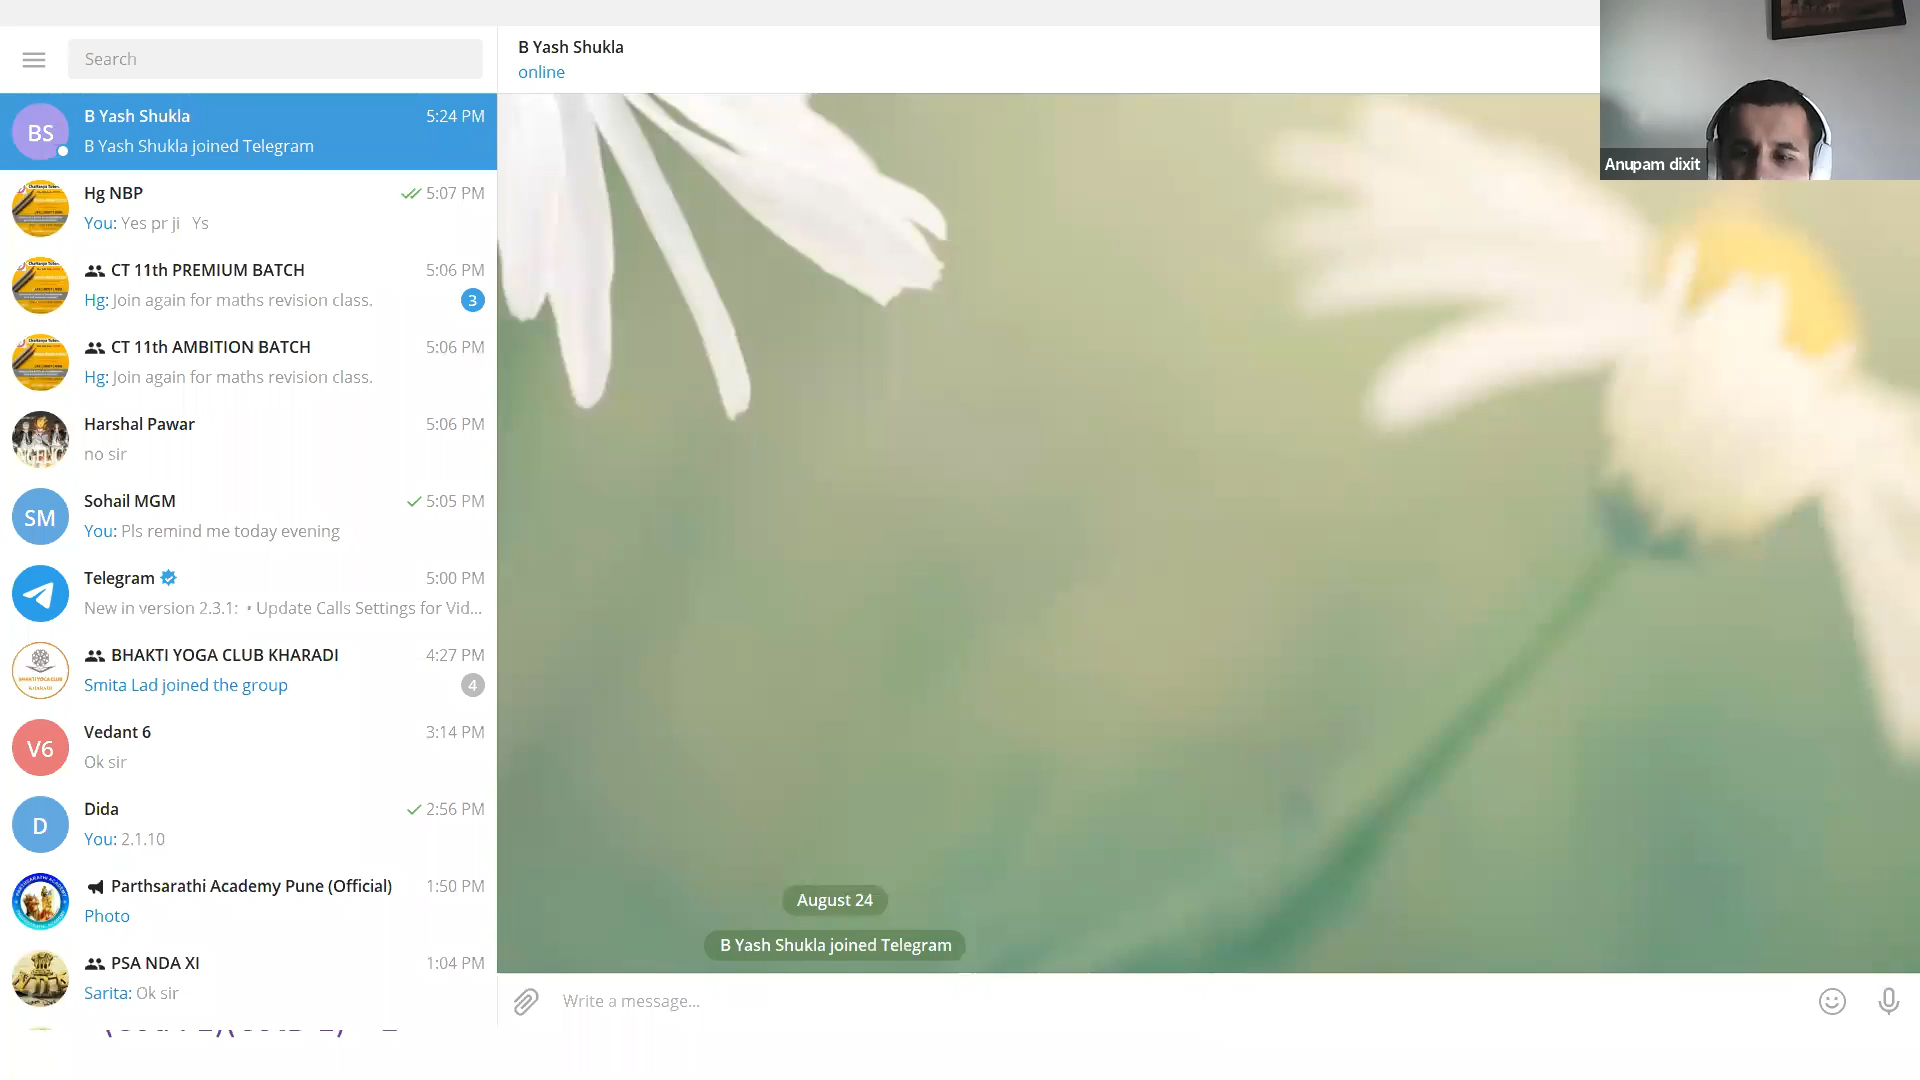 Search
B Yash Shukla
online
Anupam dixit
BS
B Yash Shukla 5:24 PM
B Yash Shukla joined Telegram
Hg NBP 5:07 PM
You: Yes pr ji Ys
CT 11th PREMIUM BATCH 5:06 PM
Hg: Join again for maths revision class. 3
CT 11th AMBITION BATCH 5:06 PM
Hg: Join again for maths revision class.
Harshal Pawar 5:06 PM
no sir
SM
Sohail MGM 5:05 PM
You: Pls remind me today evening
Telegram 5:00 PM
New in version 2.3.1: • Update Calls Settings for Vid...
BHAKTI YOGA CLUB KHARADI 4:27 PM
Smita Lad joined the group 4
V6
Vedant 6 3:14 PM
Ok sir
D
Dida 2:56 PM
You: 2.1.10
Parthsarathi Academy Pune (Official) 1:50 PM
Photo
PSA NDA XI 1:04 PM
Sarita: Ok sir
August 24
B Yash Shukla joined Telegram
Write a message...